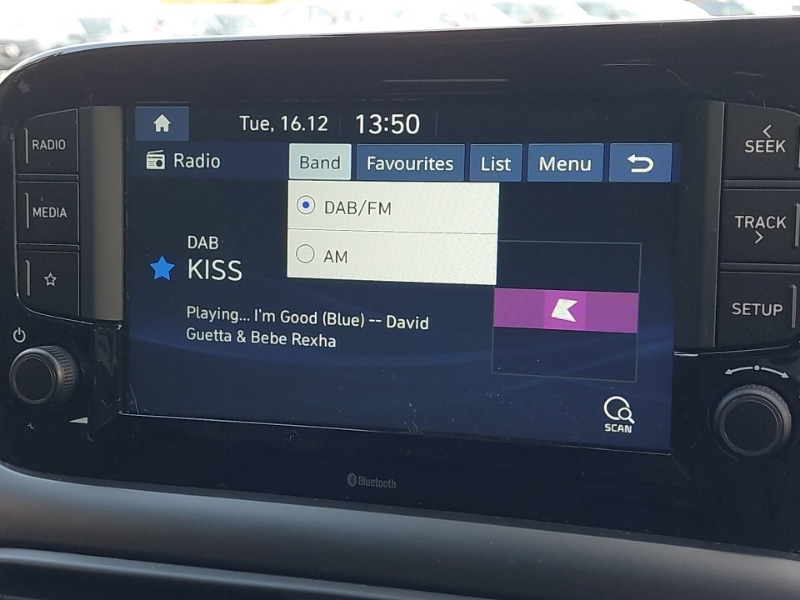 Tue, 16.12 13:50
Radio Band Favourites List Menu
DAB/FM
AM
DAB
KISS
Playing... I'm Good (Blue) -- David
Guetta & Bebe Rexha
SCAN
RADIO
MEDIA
< SEEK
TRACK >
SETUP
Bluetooth